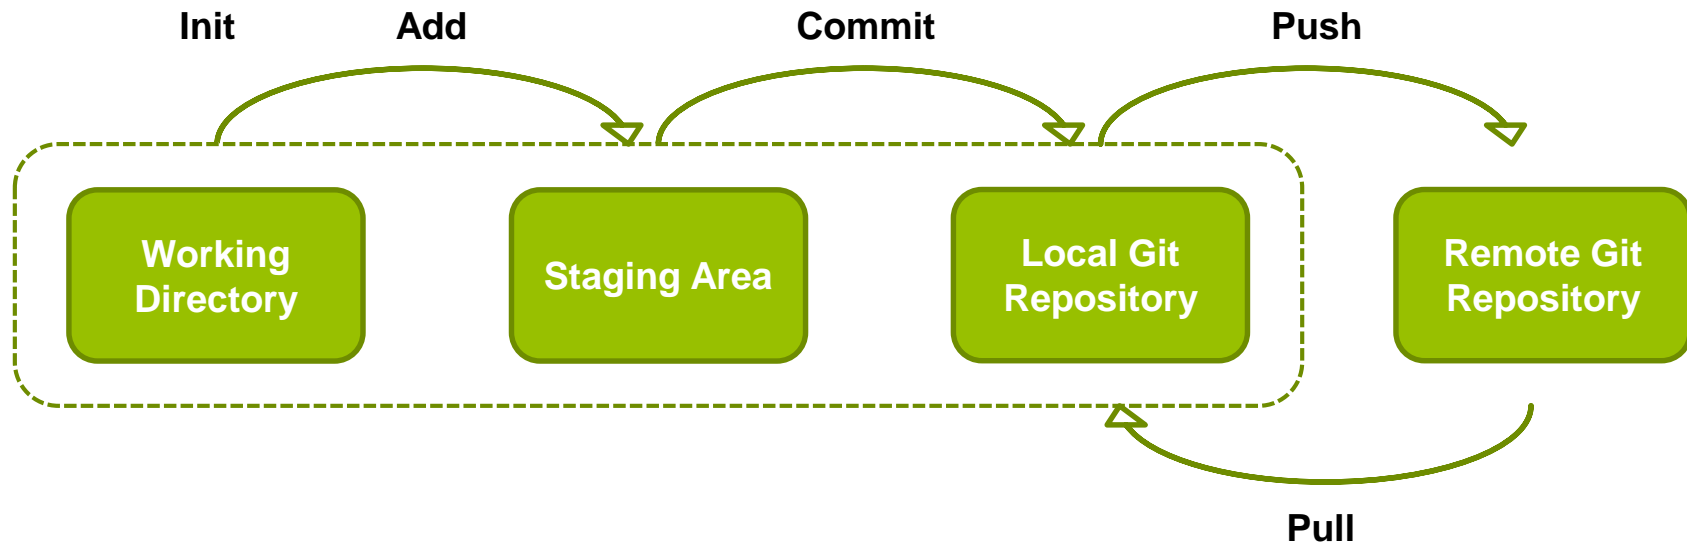 Init
Add
Commit
Push
Working
Directory
Staging Area
Local Git
Repository
Remote Git
Repository
Pull